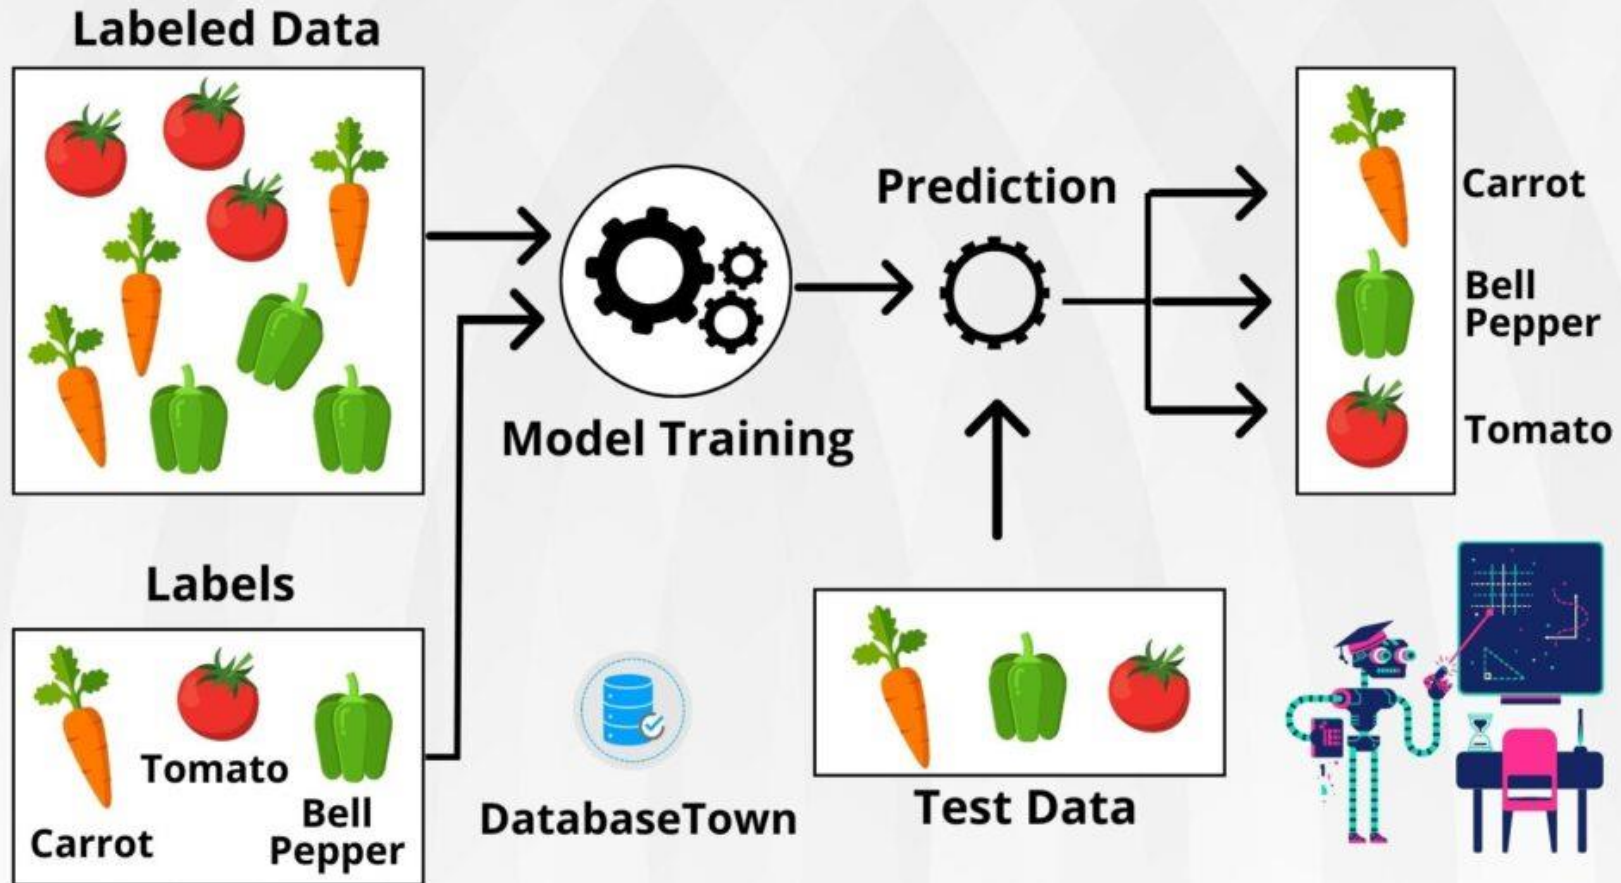 Labeled Data
Prediction
Carrot
Bell
Pepper
Tomato
Model Training
Labels
Tomato
Bell
Pepper
Carrot
DatabaseTown
Test Data